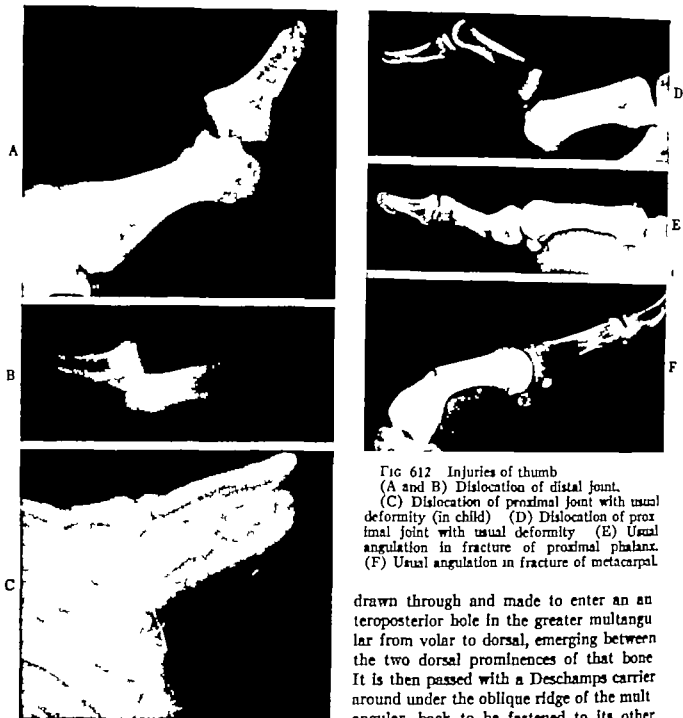 A
B
C
D
E
F
FIG 612 Injuries of thumb
(A and B) Dislocation of distal joint.
(C) Dislocation of proximal joint with usual
deformity (in child) (D) Dislocation of prox
imal joint with usual deformity (E) Usual
angulation in fracture of proximal phalanx.
(F) Usual angulation in fracture of metacarpal
drawn through and made to enter an an
teroposterior hole in the greater multangu
lar from volar to dorsal, emerging between
the two dorsal prominences of that bone
It is then passed with a Deschamps carrier
around under the oblique ridge of the mult
angular, back to be fastened to its other